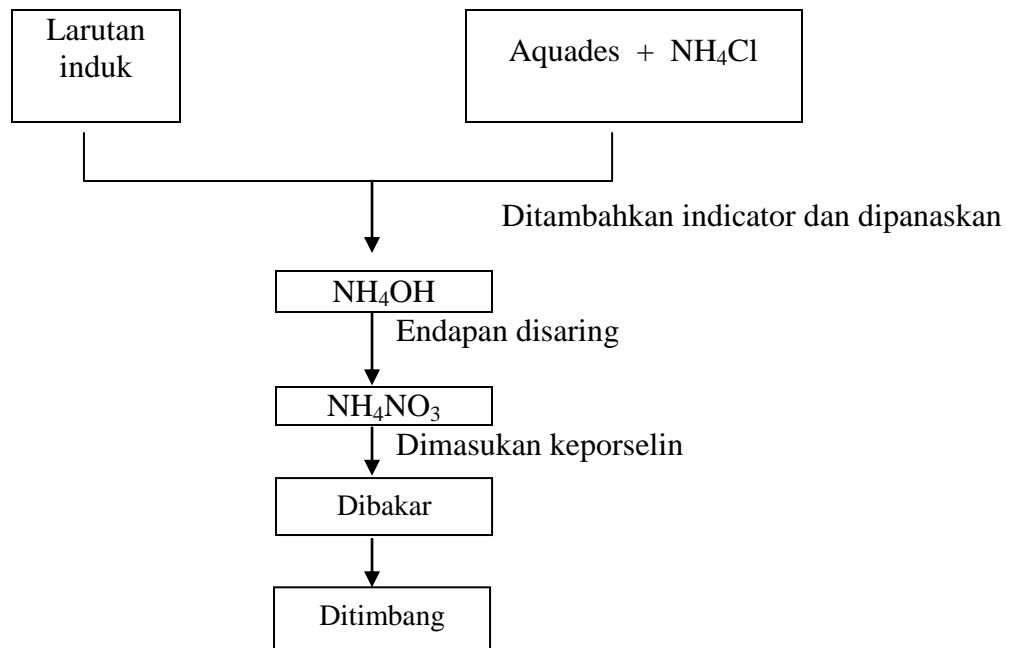 Larutan
induk
Aquades + NH₄Cl
Ditambahkan indicator dan dipanaskan
NH₄OH
Endapan disaring
NH₄NO₃
Dimasukan keporselin
Dibakar
Ditimbang